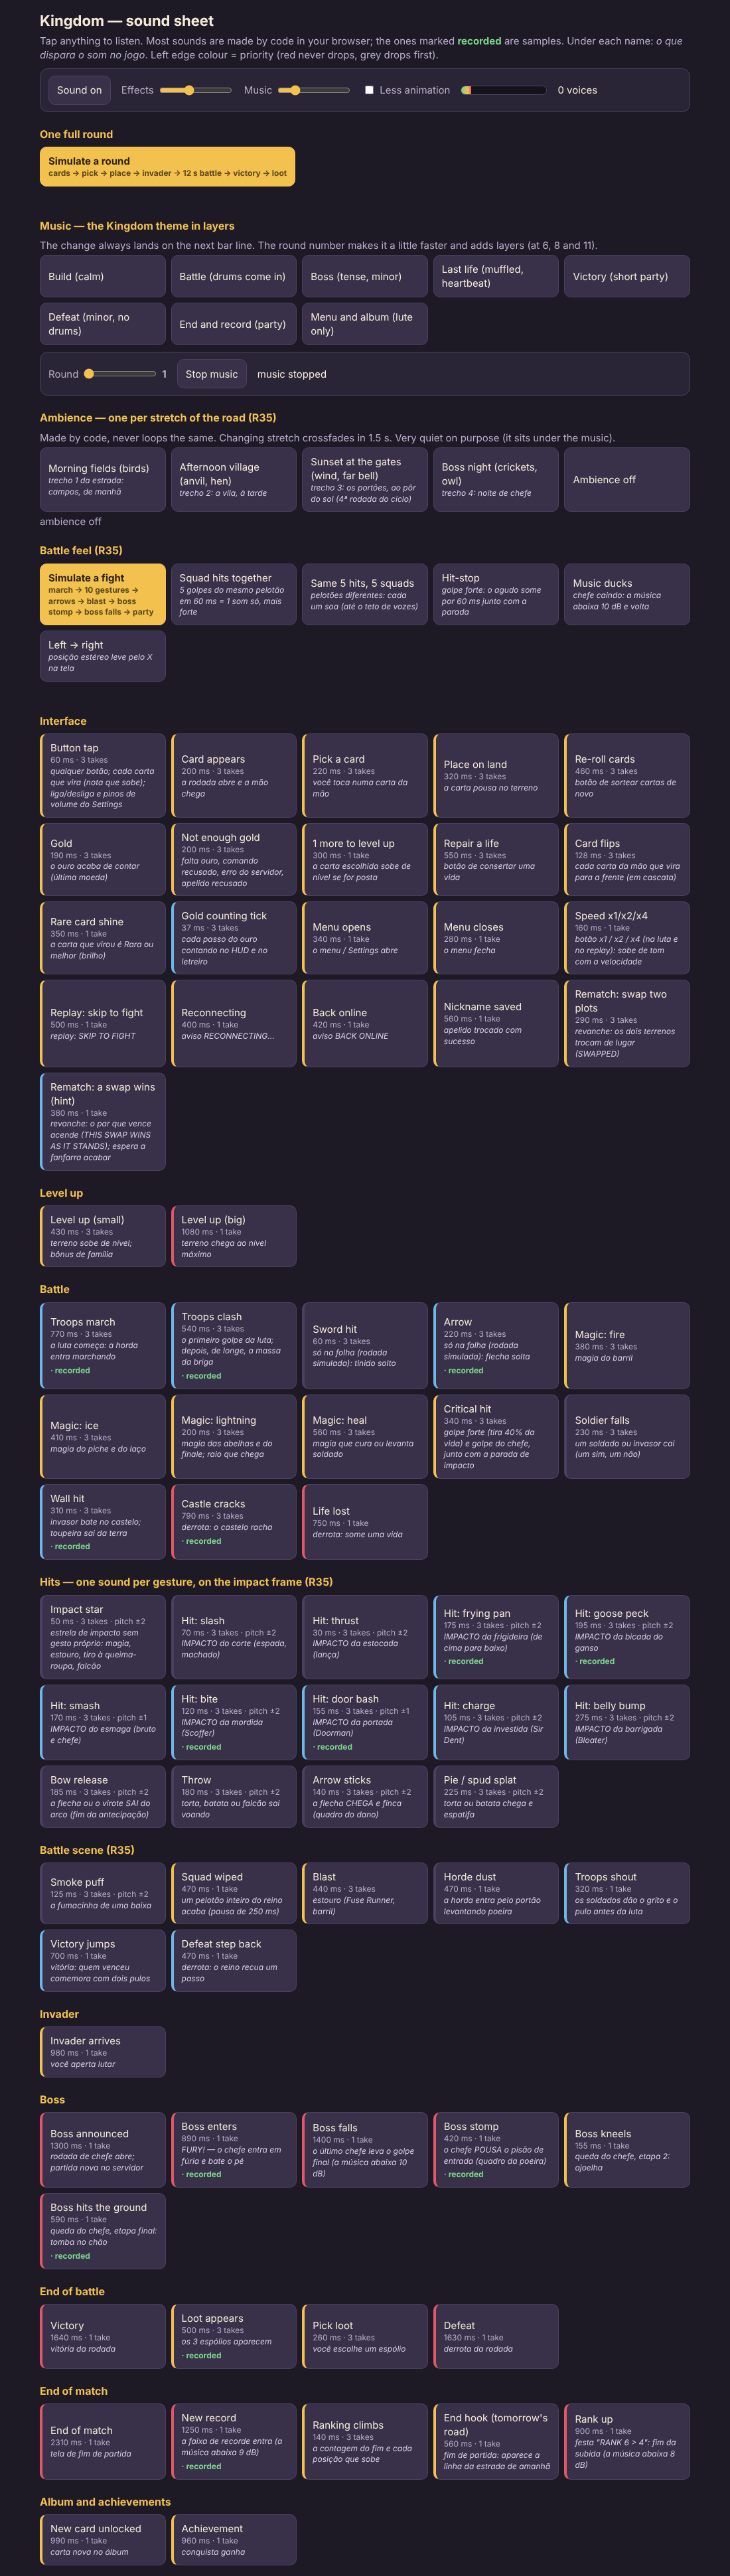 Kingdom — sound sheet
Tap anything to listen. Most sounds are made by code in your browser; the ones marked recorded are samples. Under each name: o que
dispara o som no jogo. Left edge colour = priority (red never drops, grey drops first).
Sound on
Effects
Music
Less animation
0 voices
One full round
Simulate a round
cards → pick → place → invader → 12 s battle → victory → loot
Music — the Kingdom theme in layers
The change always lands on the next bar line. The round number makes it a little faster and adds layers (at 6, 8 and 11).
Build (calm)
Battle (drums come in)
Boss (tense, minor)
Last life (muffled,
heartbeat)
Victory (short party)
Defeat (minor, no
drums)
End and record (party)
Menu and album (lute
only)
Round
1
Stop music
music stopped
Ambience — one per stretch of the road (R35)
Made by code, never loops the same. Changing stretch crossfades in 1.5 s. Very quiet on purpose (it sits under the music).
Morning fields (birds)
trecho 1 da estrada:
campos, de manhã
Afternoon village
(anvil, hen)
trecho 2: a vila, à tarde
Sunset at the gates
(wind, far bell)
trecho 3: os portões, ao pôr
do sol (4ª rodada do ciclo)
Boss night (crickets,
owl)
trecho 4: noite de chefe
Ambience off
ambience off
Battle feel (R35)
Simulate a fight
march → 10 gestures →
arrows → blast → boss
stomp → boss falls → party
Squad hits together
5 golpes do mesmo pelotão
em 60 ms = 1 som só, mais
forte
Same 5 hits, 5 squads
pelotões diferentes: cada
um soa (até o teto de vozes)
Hit-stop
golpe forte: o agudo some
por 60 ms junto com a
parada
Music ducks
chefe caindo: a música
abaixa 10 dB e volta
Left → right
posição estéreo leve pelo X
na tela
Interface
Button tap
60 ms · 3 takes
qualquer botão; cada carta
que vira (nota que sobe);
liga/desliga e pinos de
volume do Settings
Card appears
200 ms · 3 takes
a rodada abre e a mão
chega
Pick a card
220 ms · 3 takes
você toca numa carta da
mão
Place on land
320 ms · 3 takes
a carta pousa no terreno
Re-roll cards
460 ms · 3 takes
botão de sortear cartas de
novo
Gold
190 ms · 3 takes
o ouro acaba de contar
(última moeda)
Not enough gold
200 ms · 3 takes
falta ouro, comando
recusado, erro do servidor,
apelido recusado
1 more to level up
300 ms · 1 take
a carta escolhida sobe de
nível se for posta
Repair a life
550 ms · 3 takes
botão de consertar uma
vida
Card flips
128 ms · 3 takes
cada carta da mão que vira
para a frente (em cascata)
Rare card shine
350 ms · 1 take
a carta que virou é Rara ou
melhor (brilho)
Gold counting tick
37 ms · 3 takes
cada passo do ouro
contando no HUD e no
letreiro
Menu opens
340 ms · 1 take
o menu / Settings abre
Menu closes
280 ms · 1 take
o menu fecha
Speed x1/x2/x4
160 ms · 1 take
botão x1 / x2 / x4 (na luta e
no replay): sobe de tom
com a velocidade
Replay: skip to fight
500 ms · 1 take
replay: SKIP TO FIGHT
Reconnecting
400 ms · 1 take
aviso RECONNECTING...
Back online
420 ms · 1 take
aviso BACK ONLINE
Nickname saved
560 ms · 1 take
apelido trocado com
sucesso
Rematch: swap two
plots
290 ms · 3 takes
revanche: os dois terrenos
trocam de lugar
(SWAPPED)
Rematch: a swap wins
(hint)
380 ms · 1 take
revanche: o par que vence
acende (THIS SWAP WINS
AS IT STANDS); espera a
fanfarra acabar
Level up
Level up (small)
430 ms · 3 takes
terreno sobe de nível;
bônus de família
Level up (big)
1080 ms · 1 take
terreno chega ao nível
máximo
Battle
Troops march
770 ms · 3 takes
a luta começa: a horda
entra marchando
· recorded
Troops clash
540 ms · 3 takes
o primeiro golpe da luta;
depois, de longe, a massa
da briga
· recorded
Sword hit
60 ms · 3 takes
só na folha (rodada
simulada): tinido solto
Arrow
220 ms · 3 takes
só na folha (rodada
simulada): flecha solta
· recorded
Magic: fire
380 ms · 3 takes
magia do barril
Magic: ice
410 ms · 3 takes
magia do piche e do laço
Magic: lightning
200 ms · 3 takes
magia das abelhas e do
finale; raio que chega
Magic: heal
560 ms · 3 takes
magia que cura ou levanta
soldado
Critical hit
340 ms · 3 takes
golpe forte (tira 40% da
vida) e golpe do chefe,
junto com a parada de
impacto
Soldier falls
230 ms · 3 takes
um soldado ou invasor cai
(um sim, um não)
Wall hit
310 ms · 3 takes
invasor bate no castelo;
toupeira sai da terra
· recorded
Castle cracks
790 ms · 3 takes
derrota: o castelo racha
· recorded
Life lost
750 ms · 1 take
derrota: some uma vida
Hits — one sound per gesture, on the impact frame (R35)
Impact star
50 ms · 3 takes · pitch ±2
estrela de impacto sem
gesto próprio: magia,
estouro, tiro à queima-
roupa, falcão
Hit: slash
70 ms · 3 takes · pitch ±2
IMPACTO do corte (espada,
machado)
Hit: thrust
30 ms · 3 takes · pitch ±2
IMPACTO da estocada
(lança)
Hit: frying pan
175 ms · 3 takes · pitch ±2
IMPACTO da frigideira (de
cima para baixo)
· recorded
Hit: goose peck
195 ms · 3 takes · pitch ±2
IMPACTO da bicada do
ganso
· recorded
Hit: smash
170 ms · 3 takes · pitch ±1
IMPACTO do esmaga (bruto
e chefe)
Hit: bite
120 ms · 3 takes · pitch ±2
IMPACTO da mordida
(Scoffer)
· recorded
Hit: door bash
155 ms · 3 takes · pitch ±1
IMPACTO da portada
(Doorman)
· recorded
Hit: charge
105 ms · 3 takes · pitch ±2
IMPACTO da investida (Sir
Dent)
Hit: belly bump
275 ms · 3 takes · pitch ±2
IMPACTO da barrigada
(Bloater)
Bow release
185 ms · 3 takes · pitch ±2
a flecha ou o virote SAI do
arco (fim da antecipação)
Throw
180 ms · 3 takes · pitch ±2
torta, batata ou falcão sai
voando
Arrow sticks
140 ms · 3 takes · pitch ±2
a flecha CHEGA e finca
(quadro do dano)
Pie / spud splat
225 ms · 3 takes · pitch ±2
torta ou batata chega e
espatifa
Battle scene (R35)
Smoke puff
125 ms · 3 takes · pitch ±2
a fumacinha de uma baixa
Squad wiped
470 ms · 1 take
um pelotão inteiro do reino
acaba (pausa de 250 ms)
Blast
440 ms · 3 takes
estouro (Fuse Runner,
barril)
Horde dust
470 ms · 1 take
a horda entra pelo portão
levantando poeira
Troops shout
320 ms · 1 take
os soldados dão o grito e o
pulo antes da luta
Victory jumps
700 ms · 1 take
vitória: quem venceu
comemora com dois pulos
Defeat step back
470 ms · 1 take
derrota: o reino recua um
passo
Invader
Invader arrives
980 ms · 1 take
você aperta lutar
Boss
Boss announced
1300 ms · 1 take
rodada de chefe abre;
partida nova no servidor
Boss enters
890 ms · 1 take
FURY! — o chefe entra em
fúria e bate o pé
· recorded
Boss falls
1400 ms · 1 take
o último chefe leva o golpe
final (a música abaixa 10
dB)
Boss stomp
420 ms · 1 take
o chefe POUSA o pisão de
entrada (quadro da poeira)
· recorded
Boss kneels
155 ms · 1 take
queda do chefe, etapa 2:
ajoelha
Boss hits the ground
590 ms · 1 take
queda do chefe, etapa final:
tomba no chão
· recorded
End of battle
Victory
1640 ms · 1 take
vitória da rodada
Loot appears
500 ms · 3 takes
os 3 espólios aparecem
· recorded
Pick loot
260 ms · 3 takes
você escolhe um espólio
Defeat
1630 ms · 1 take
derrota da rodada
End of match
End of match
2310 ms · 1 take
tela de fim de partida
New record
1250 ms · 1 take
a faixa de recorde entra (a
música abaixa 9 dB)
· recorded
Ranking climbs
140 ms · 3 takes
a contagem do fim e cada
posição que sobe
End hook (tomorrow's
road)
560 ms · 1 take
fim de partida: aparece a
linha da estrada de amanhã
Rank up
900 ms · 1 take
festa "RANK 6 > 4": fim da
subida (a música abaixa 8
dB)
Album and achievements
New card unlocked
990 ms · 1 take
carta nova no álbum
Achievement
960 ms · 1 take
conquista ganha